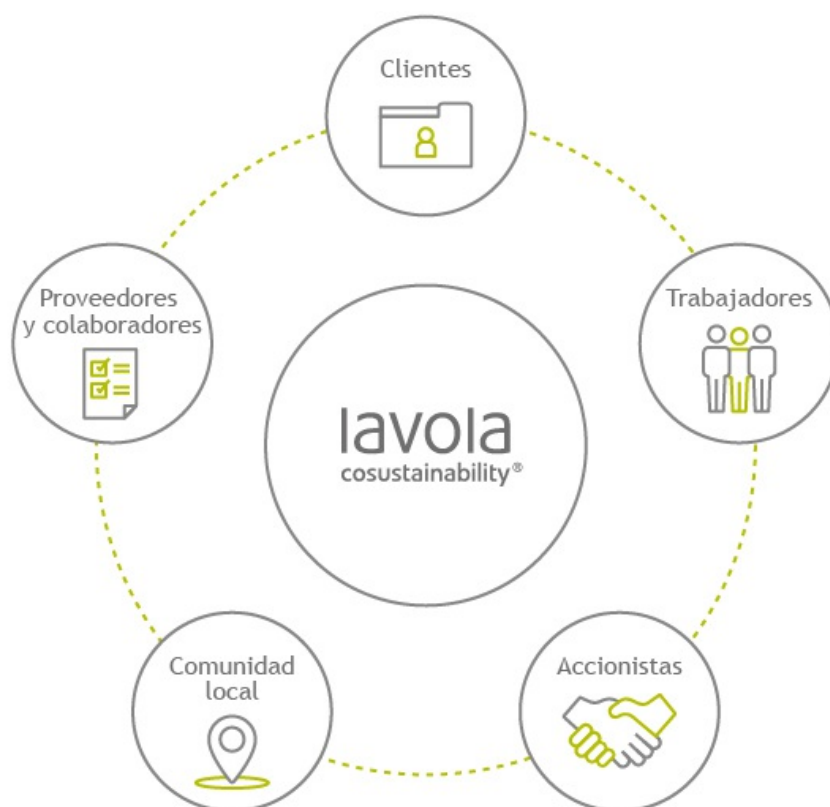 Clientes
Proveedores
y colaboradores
Trabajadores
lavola
cosustainability®
Comunidad
local
Accionistas